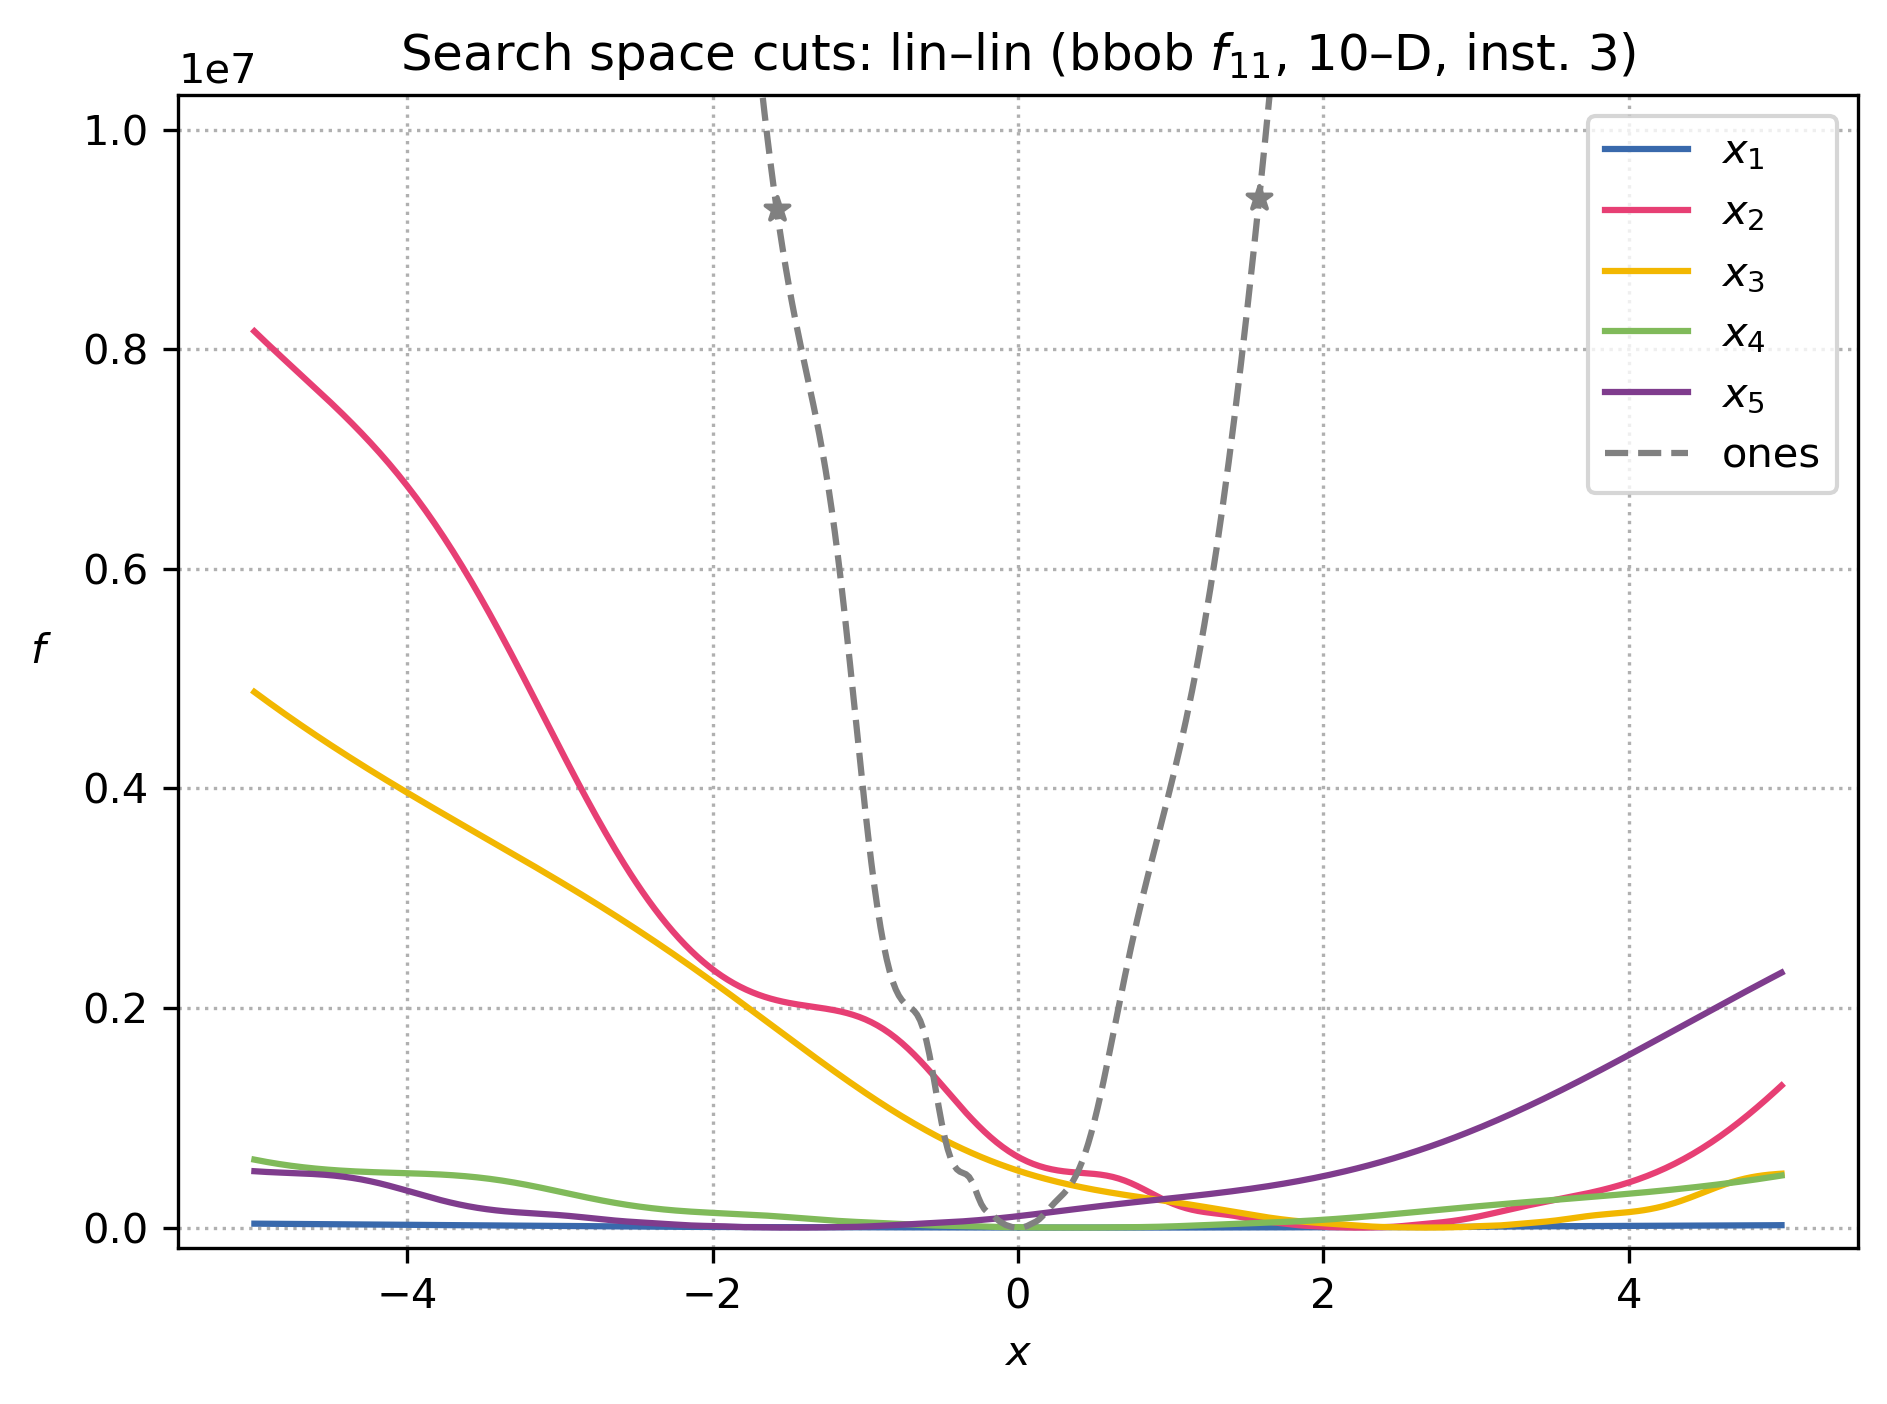 Search space cuts: lin–lin (bbob f₁₁, 10–D, inst. 3)
1e7
1.0
0.8
0.6
0.4
0.2
0.0
f
−4 −2 0 2 4
x
x₁
x₂
x₃
x₄
x₅
ones